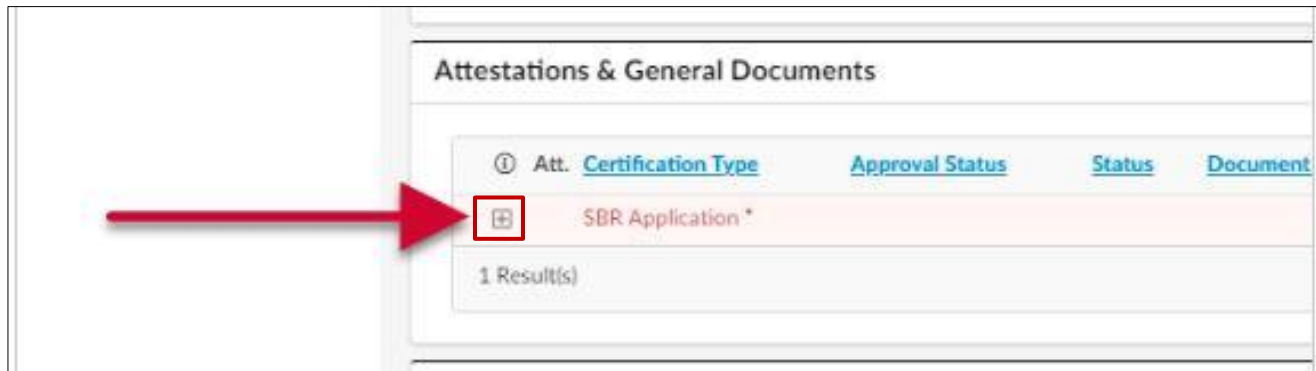 Attestations & General Documents
Att. Certification Type Approval Status Status Document
SBR Application *
1 Result(s)